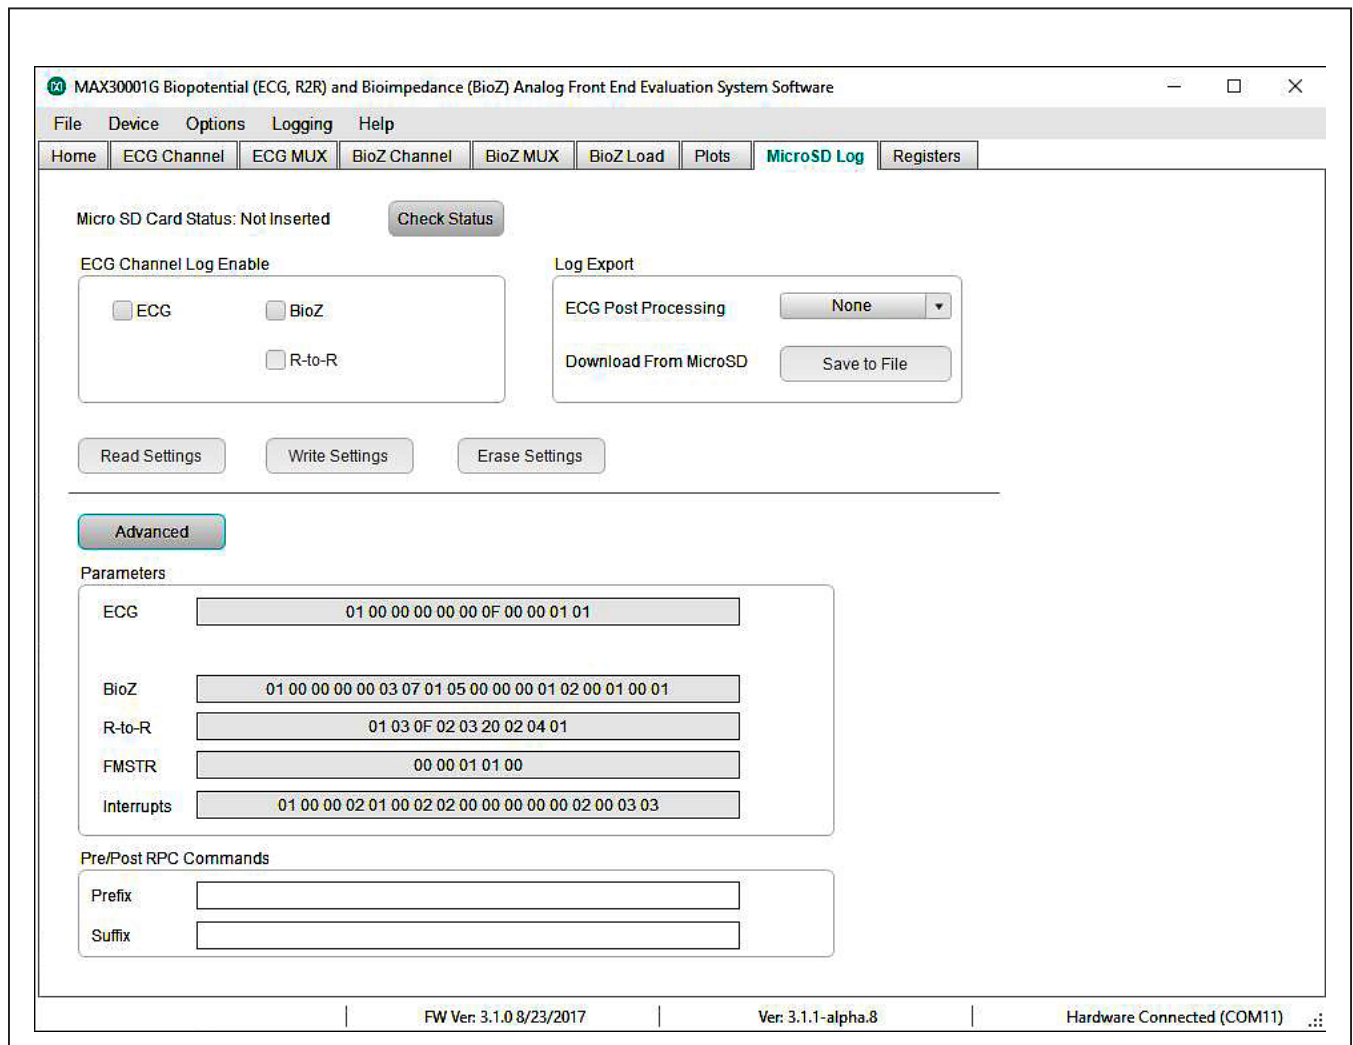 MAX30001G Biopotential (ECG, R2R) and Bioimpedance (BioZ) Analog Front End Evaluation System Software
File Device Options Logging Help
Home ECG Channel ECG MUX BioZ Channel BioZ MUX BioZ Load Plots MicroSD Log Registers
Micro SD Card Status: Not Inserted Check Status
ECG Channel Log Enable Log Export
ECG BioZ ECG Post Processing None
R-to-R Download From MicroSD Save to File
Read Settings Write Settings Erase Settings
Advanced
Parameters
ECG 01 00 00 00 00 00 0F 00 00 01 01
BioZ 01 00 00 00 00 03 07 01 05 00 00 00 01 02 00 01 00 01
R-to-R 01 03 0F 02 03 20 02 04 01
FMSTR 00 00 01 01 00
Interrupts 01 00 00 02 01 00 02 02 00 00 00 00 00 02 00 03 03
Pre/Post RPC Commands
Prefix
Suffix
FW Ver: 3.1.0 8/23/2017 Ver: 3.1.1-alpha.8 Hardware Connected (COM11)